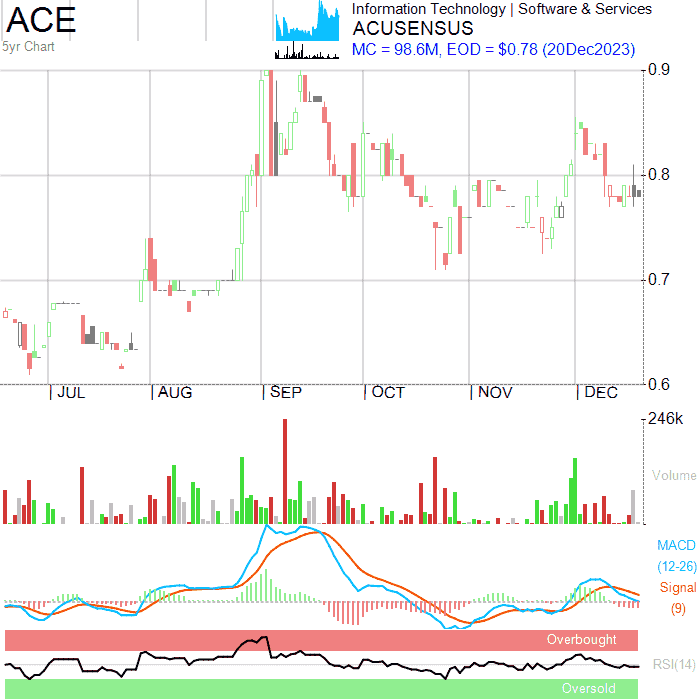 ACE
5yr Chart
Information Technology | Software & Services
ACUSENSUS
MC = 98.6M, EOD = $0.78 (20Dec2023)
0.9
0.8
0.7
0.6
JUL
AUG
SEP
OCT
NOV
DEC
246k
Volume
MACD
(12-26)
Signal
(9)
Overbought
RSI(14)
Oversold